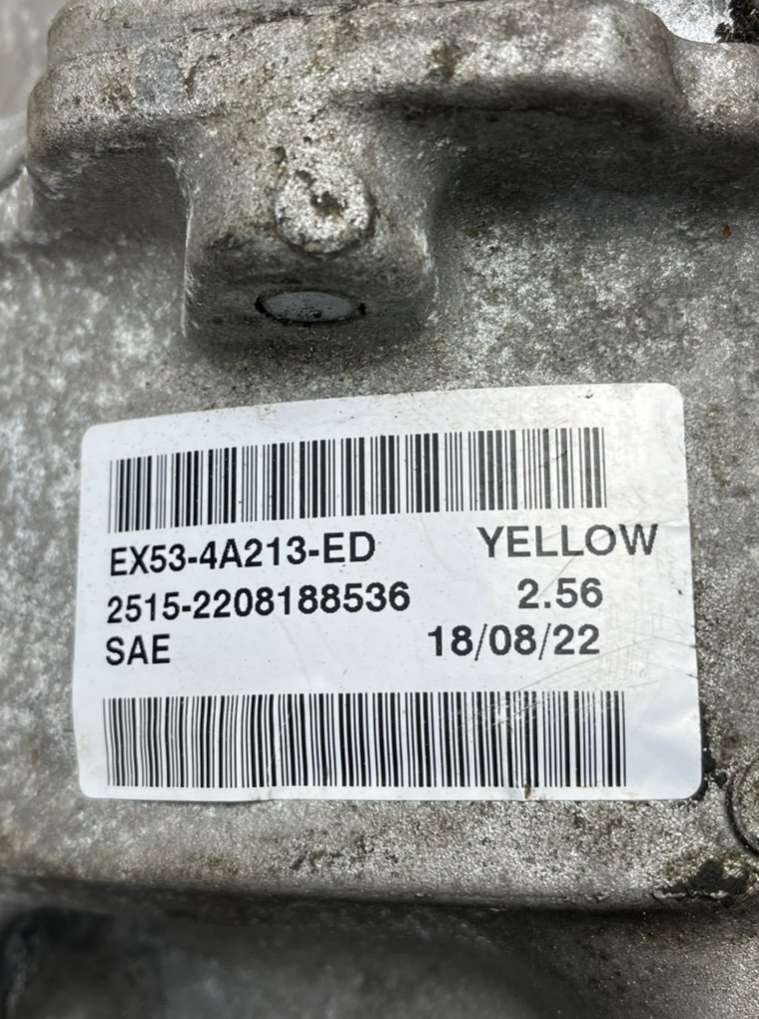 EX53-4A213-ED YELLOW
2515-2208188536 2.56
SAE 18/08/22